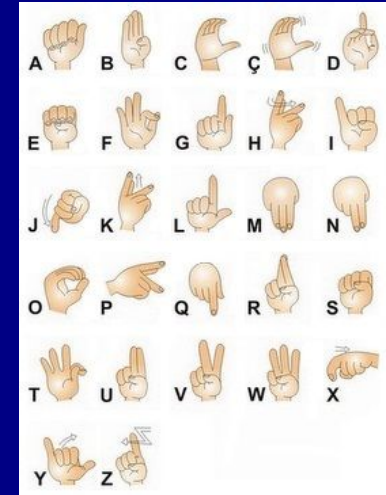 A B C Ç D
E F G H I
J K L M N
O P Q R S
T U V W X
Y Z